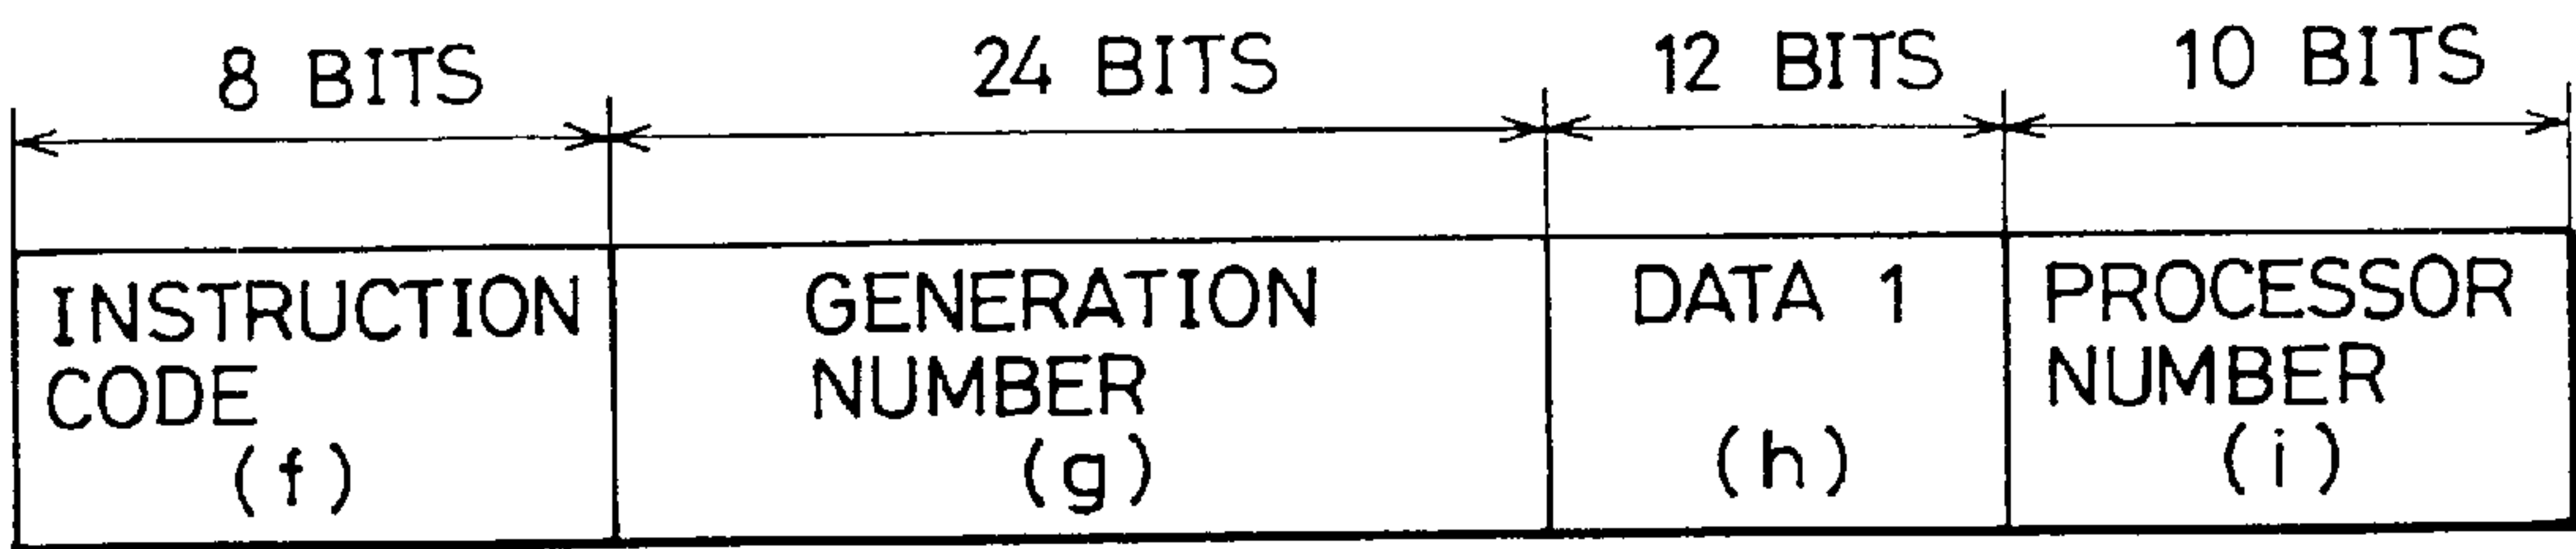 8 BITS 24 BITS 12 BITS 10 BITS
INSTRUCTION CODE (f)
GENERATION NUMBER (g)
DATA 1 (h)
PROCESSOR NUMBER (i)